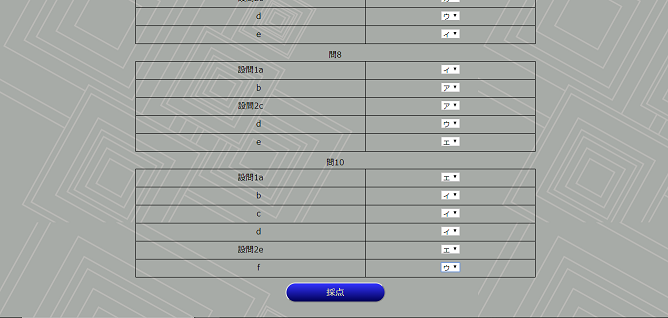 d ウ
e イ
問8
設問1a イ
b ア
設問2c ア
d ウ
e エ
問10
設問1a エ
b イ
c イ
d イ
設問2e エ
f ウ
採点